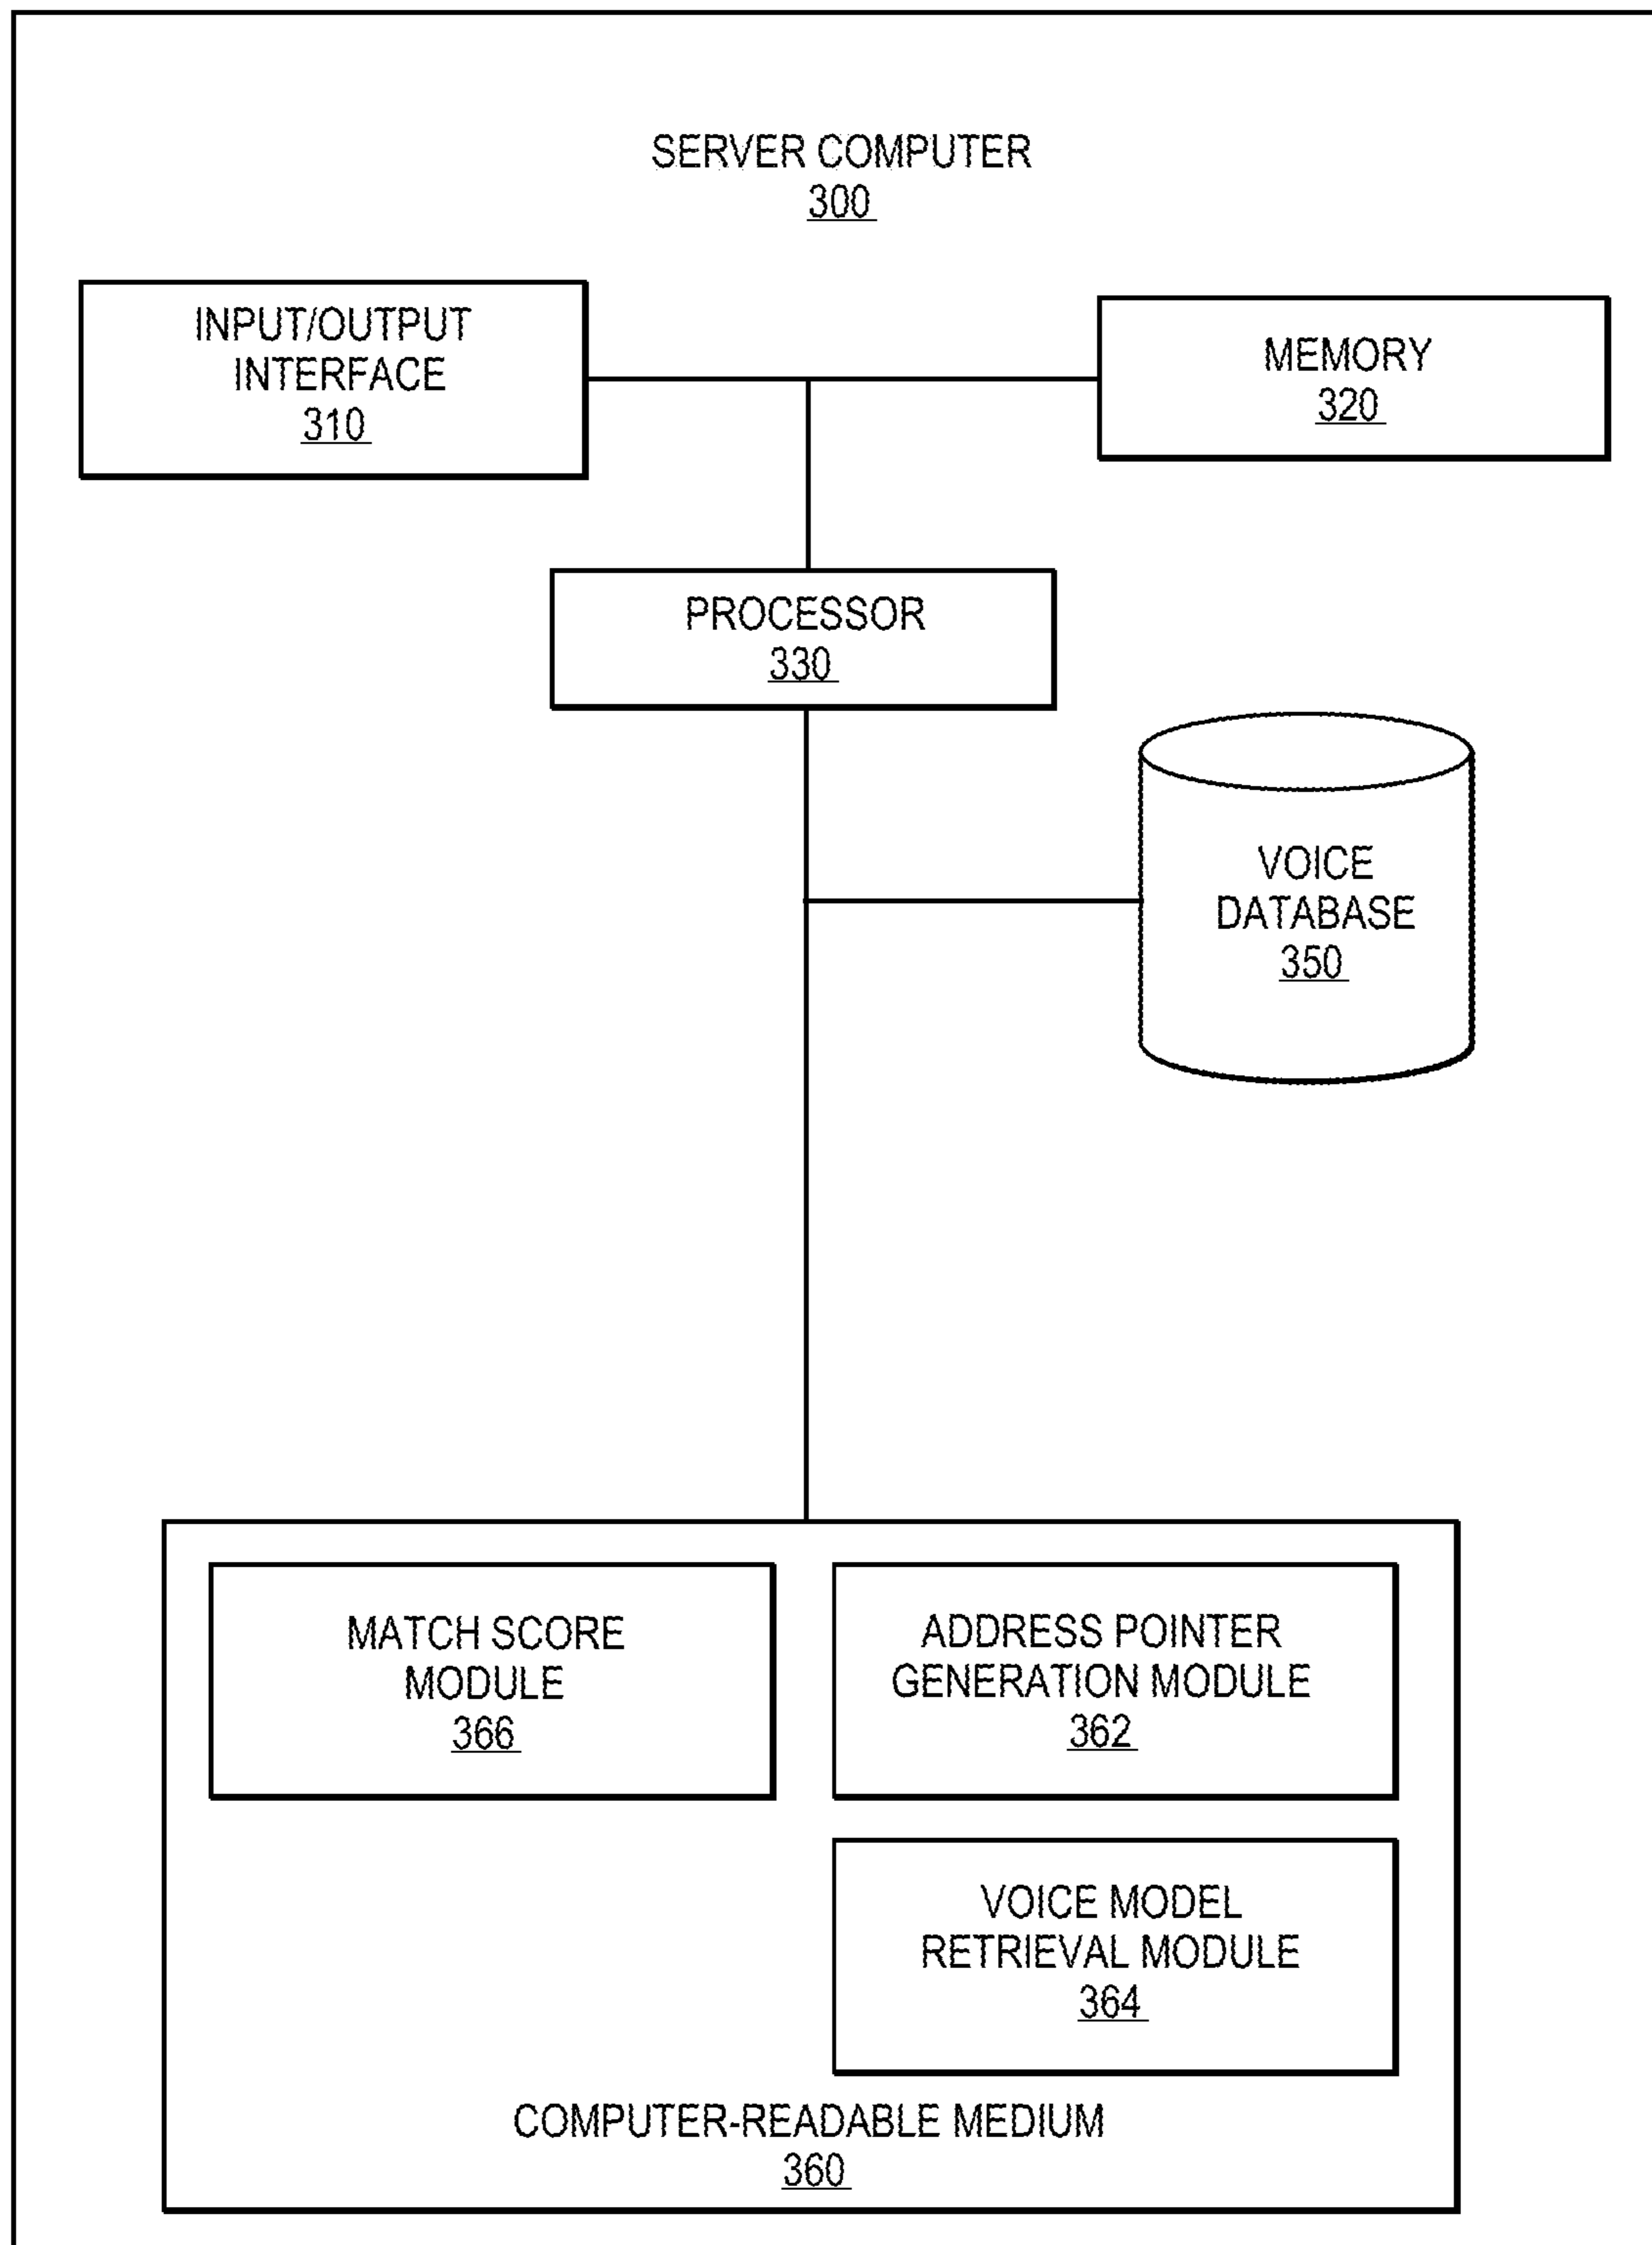 SERVER COMPUTER
300
INPUT/OUTPUT
INTERFACE
310
MEMORY
320
PROCESSOR
330
VOICE
DATABASE
350
MATCH SCORE
MODULE
366
ADDRESS POINTER
GENERATION MODULE
362
VOICE MODEL
RETRIEVAL MODULE
364
COMPUTER-READABLE MEDIUM
360